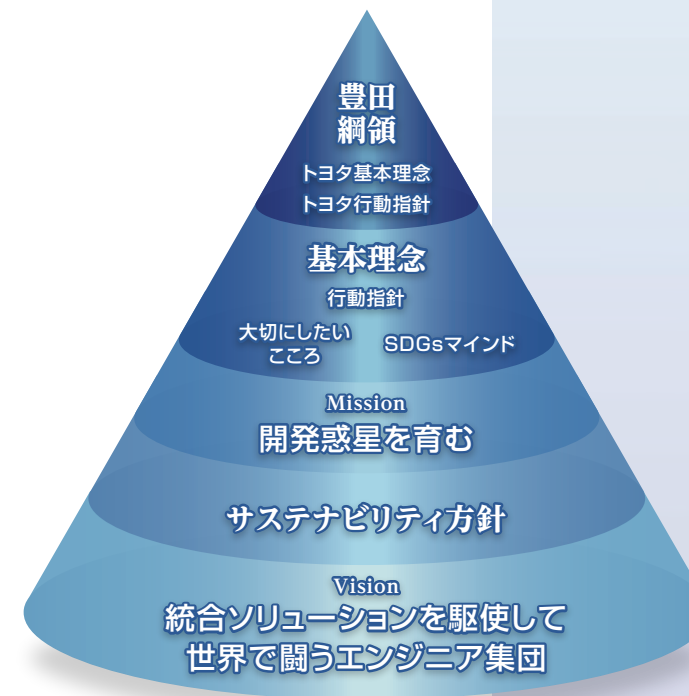 豊田
綱領
トヨタ基本理念
トヨタ行動指針
基本理念
行動指針
大切にしたい
こころ
SDGsマインド
Mission
開発惑星を育む
サステナビリティ方針
Vision
統合ソリューションを駆使して
世界で闘うエンジニア集団